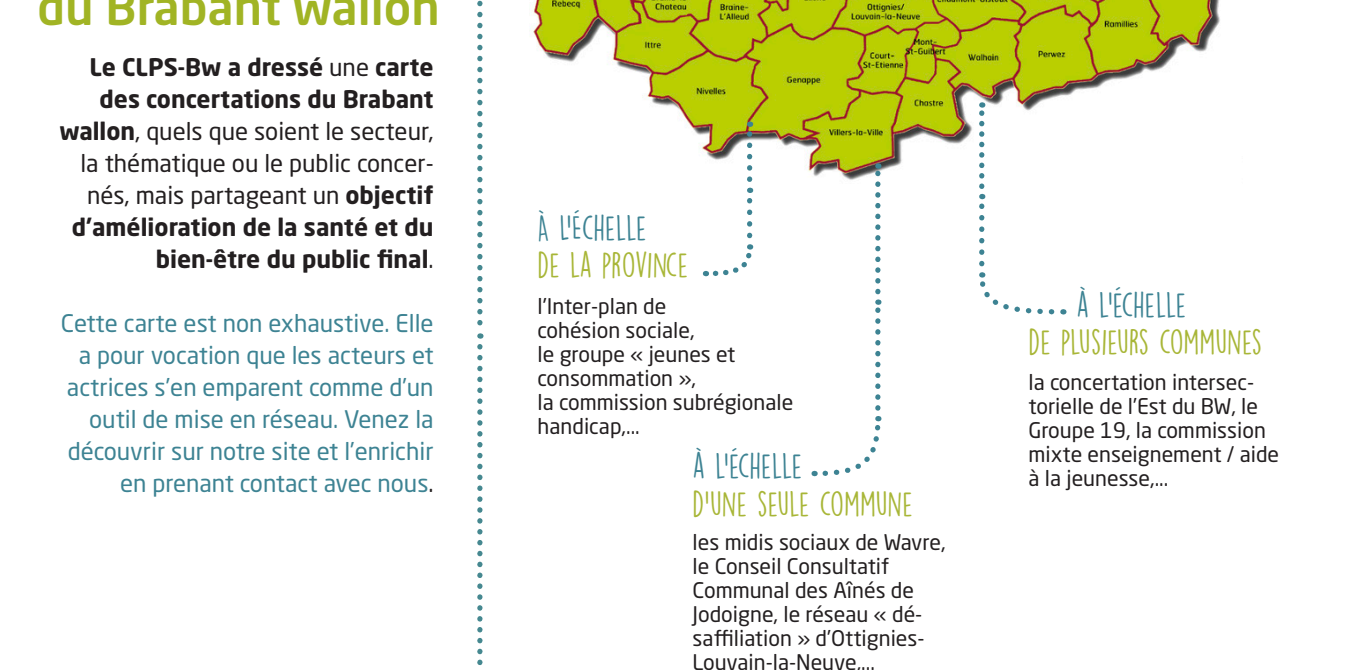 du Brabant wallon
Le CLPS-Bw a dressé une carte
des concertations du Brabant
wallon, quels que soient le secteur,
la thématique ou le public concer-
nés, mais partageant un objectif
d'amélioration de la santé et du
bien-être du public final.
Cette carte est non exhaustive. Elle
a pour vocation que les acteurs et
actrices s'en emparent comme d'un
outil de mise en réseau. Venez la
découvrir sur notre site et l'enrichir
en prenant contact avec nous.
Rebecq
Château
Braine-
L'Alleud
Ottignies/
Louvain-la-Neuve
Ramillies
Ittre
Mont-
St-Guibert
Court-
St-Etienne
Walhain
Perwez
Nivelles
Genappe
Chastre
Villers-la-Ville
À L'ÉCHELLE
DE LA PROVINCE
l'Inter-plan de
cohésion sociale,
le groupe « jeunes et
consommation »,
la commission subrégionale
handicap,...
À L'ÉCHELLE
D'UNE SEULE COMMUNE
les midis sociaux de Wavre,
le Conseil Consultatif
Communal des Aînés de
Jodoigne, le réseau « dé-
saffiliation » d'Ottignies-
Louvain-la-Neuve,...
À L'ÉCHELLE
DE PLUSIEURS COMMUNES
la concertation intersec-
torielle de l'Est du BW, le
Groupe 19, la commission
mixte enseignement / aide
à la jeunesse,...